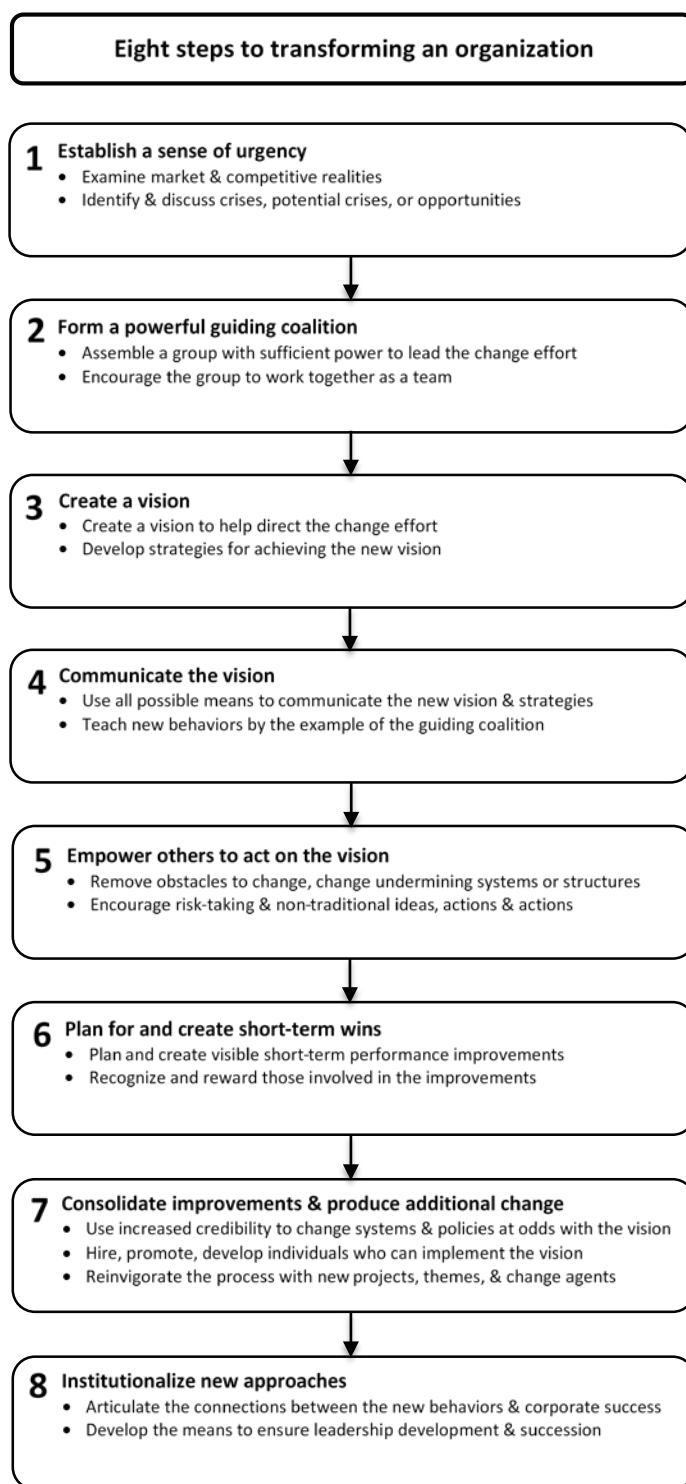 Eight steps to transforming an organization
1 Establish a sense of urgency
• Examine market & competitive realities
• Identify & discuss crises, potential crises, or opportunities
2 Form a powerful guiding coalition
• Assemble a group with sufficient power to lead the change effort
• Encourage the group to work together as a team
3 Create a vision
• Create a vision to help direct the change effort
• Develop strategies for achieving the new vision
4 Communicate the vision
• Use all possible means to communicate the new vision & strategies
• Teach new behaviors by the example of the guiding coalition
5 Empower others to act on the vision
• Remove obstacles to change, change undermining systems or structures
• Encourage risk-taking & non-traditional ideas, actions & actions
6 Plan for and create short-term wins
• Plan and create visible short-term performance improvements
• Recognize and reward those involved in the improvements
7 Consolidate improvements & produce additional change
• Use increased credibility to change systems & policies at odds with the vision
• Hire, promote, develop individuals who can implement the vision
• Reinvigorate the process with new projects, themes, & change agents
8 Institutionalize new approaches
• Articulate the connections between the new behaviors & corporate success
• Develop the means to ensure leadership development & succession